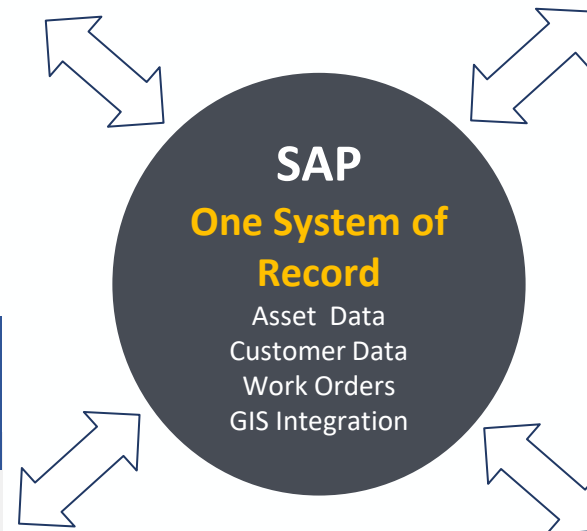 SAP
One System of
Record
Asset  Data
Customer Data
Work Orders
GIS Integration